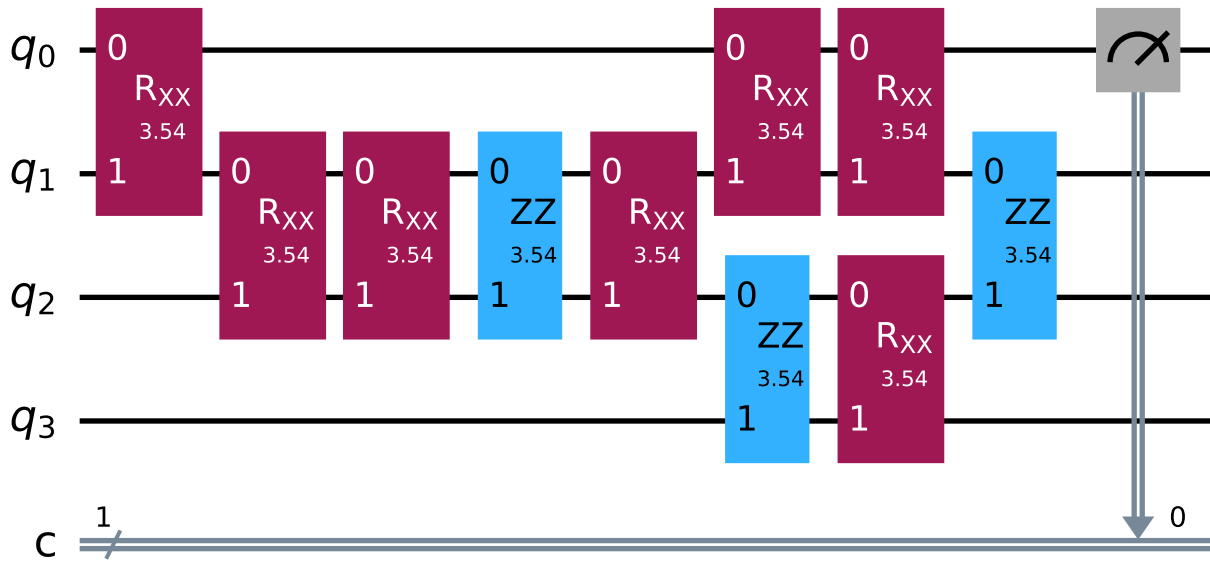 q0 0 0 0
RXX RXX RXX
3.54 3.54 3.54
q1 1 0 0 0 0 1 1 0
RXX RXX ZZ RXX ZZ
3.54 3.54 3.54 3.54 3.54
q2 1 1 1 1 0 0 1
ZZ RXX
3.54 3.54
q3 1 1
1 0
c